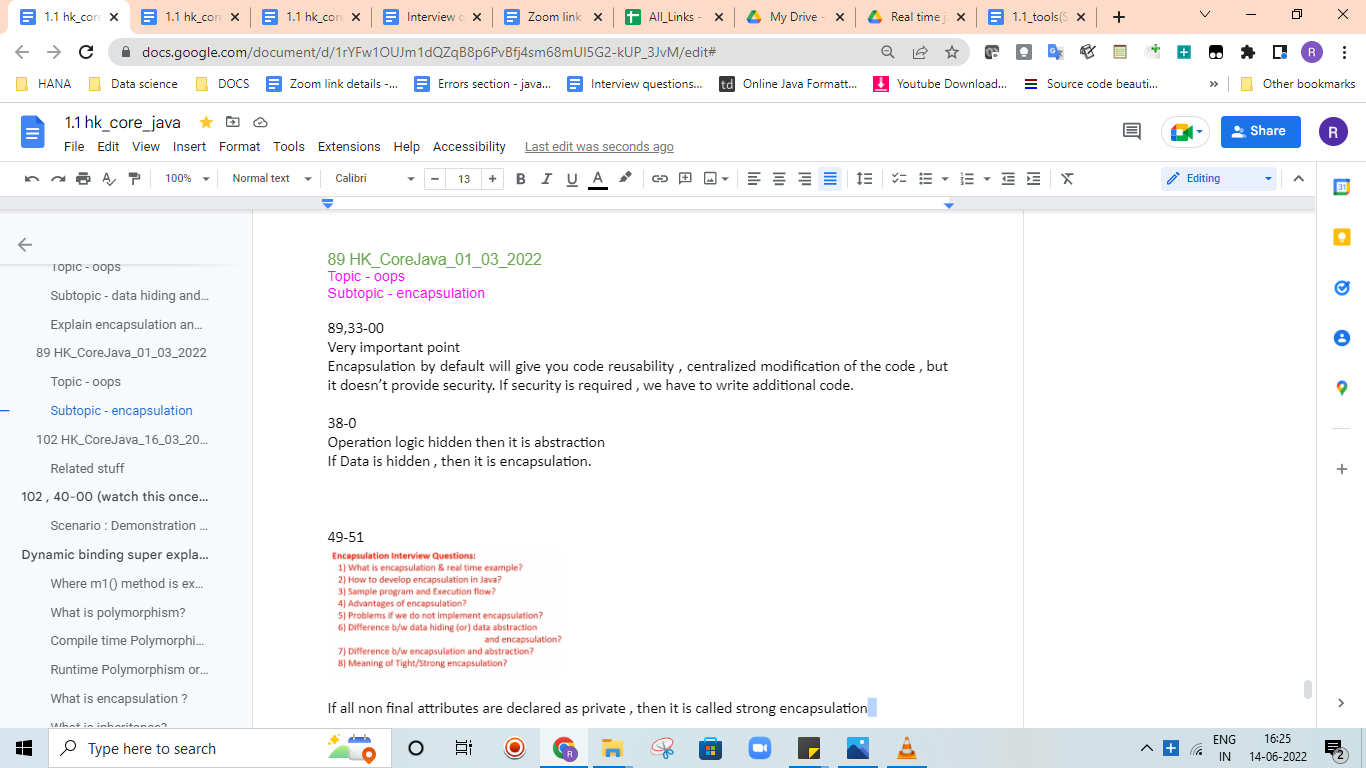 1.1 hk_core
1.1 hk_core
1.1 hk_core
Interview q
Zoom link
All_Links -
My Drive -
Real time j
1.1_tools(S
docs.google.com/document/d/1rYFw1OUJm1dQZqB8p6PvBfj4sm68mUI5G2-kUP_3JvM/edit#
R
HANA
Data science
DOCS
Zoom link details -...
Errors section - java...
Interview questions...
td Online Java Formatt...
Youtube Download...
Source code beauti...
»
Other bookmarks
1.1 hk_core_java
File Edit View Insert Format Tools Extensions Help Accessibility Last edit was seconds ago
Share
R
100% Normal text Calibri − 13 + B I U A Editing
Topic - oops
Subtopic - data hiding and...
Explain encapsulation an...
89 HK_CoreJava_01_03_2022
Topic - oops
Subtopic - encapsulation
102 HK_CoreJava_16_03_20...
Related stuff
102 , 40-00 (watch this once...
Scenario : Demonstration ...
Dynamic binding super expla...
Where m1() method is ex...
What is polymorphism?
Compile time Polymorphi...
Runtime Polymorphism or...
What is encapsulation ?
What is inheritance?
89 HK_CoreJava_01_03_2022
Topic - oops
Subtopic - encapsulation
89,33-00
Very important point
Encapsulation by default will give you code reusability , centralized modification of the code , but
it doesn’t provide security. If security is required , we have to write additional code.
38-0
Operation logic hidden then it is abstraction
If Data is hidden , then it is encapsulation.
49-51
Encapsulation Interview Questions:
1) What is encapsulation & real time example?
2) How to develop encapsulation in Java?
3) Sample program and Execution flow?
4) Advantages of encapsulation?
5) Problems if we do not implement encapsulation?
6) Difference b/w data hiding (or) data abstraction
and encapsulation?
7) Difference b/w encapsulation and abstraction?
8) Meaning of Tight/Strong encapsulation?
If all non final attributes are declared as private , then it is called strong encapsulation
31
Type here to search
R
ENG
IN
16:25
14-06-2022
2